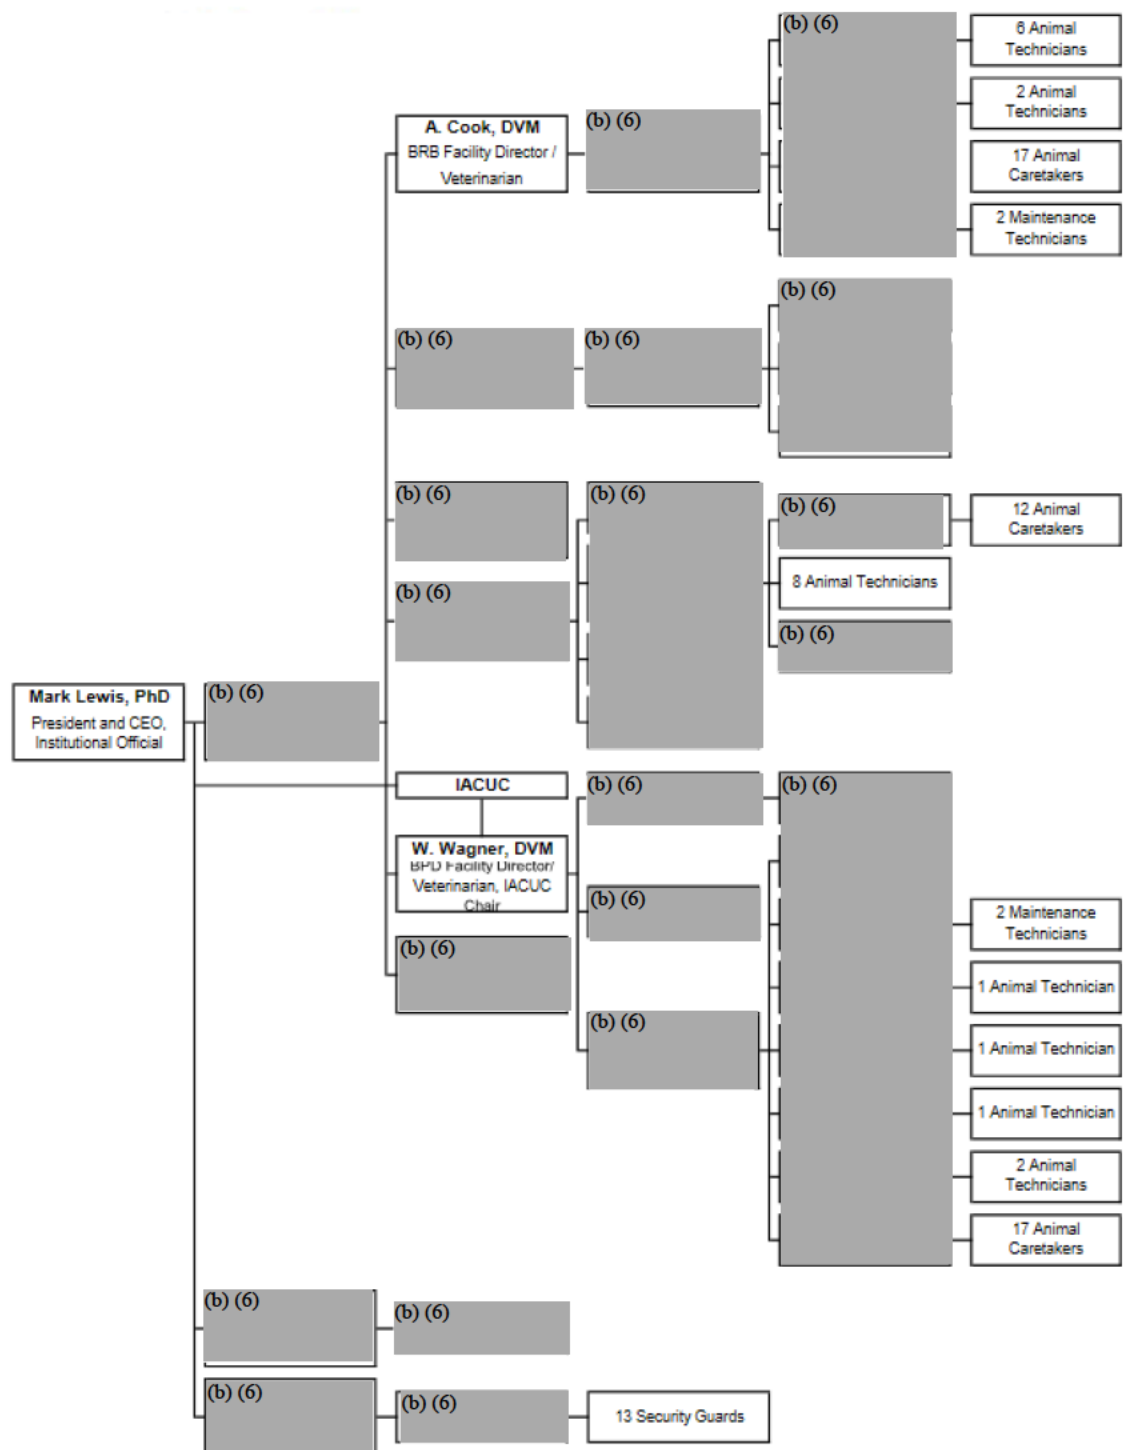 (b) (6)
6 Animal
Technicians
2 Animal
Technicians
A. Cook, DVM
BRB Facility Director /
Veterinarian
(b) (6)
17 Animal
Caretakers
2 Maintenance
Technicians
(b) (6)
(b) (6)
(b) (6)
(b) (6)
(b) (6)
(b) (6)
12 Animal
Caretakers
(b) (6)
8 Animal Technicians
(b) (6)
Mark Lewis, PhD
President and CEO,
Institutional Official
(b) (6)
IACUC
(b) (6)
(b) (6)
W. Wagner, DVM
BPD Facility Director/
Veterinarian, IACUC
Chair
(b) (6)
2 Maintenance
Technicians
(b) (6)
1 Animal Technician
(b) (6)
1 Animal Technician
1 Animal Technician
2 Animal
Technicians
17 Animal
Caretakers
(b) (6)
(b) (6)
(b) (6)
(b) (6)
13 Security Guards